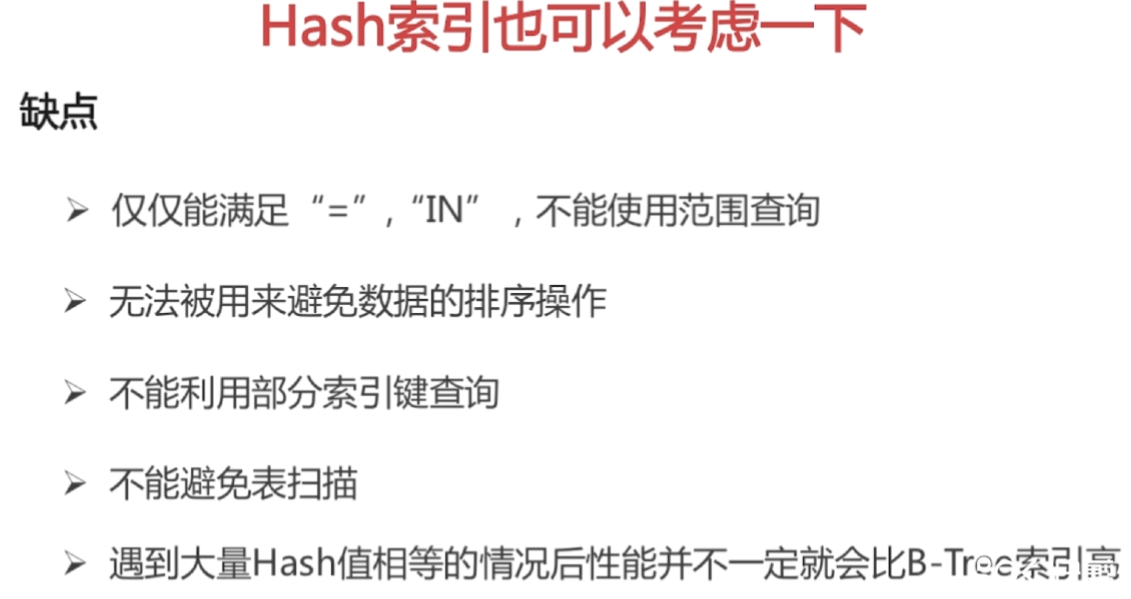 Hash索引也可以考虑一下
缺点
仅仅能满足“=”,“IN”,不能使用范围查询
无法被用来避免数据的排序操作
不能利用部分索引键查询
不能避免表扫描
遇到大量Hash值相等的情况后性能并不一定就会比B-Tree索引高